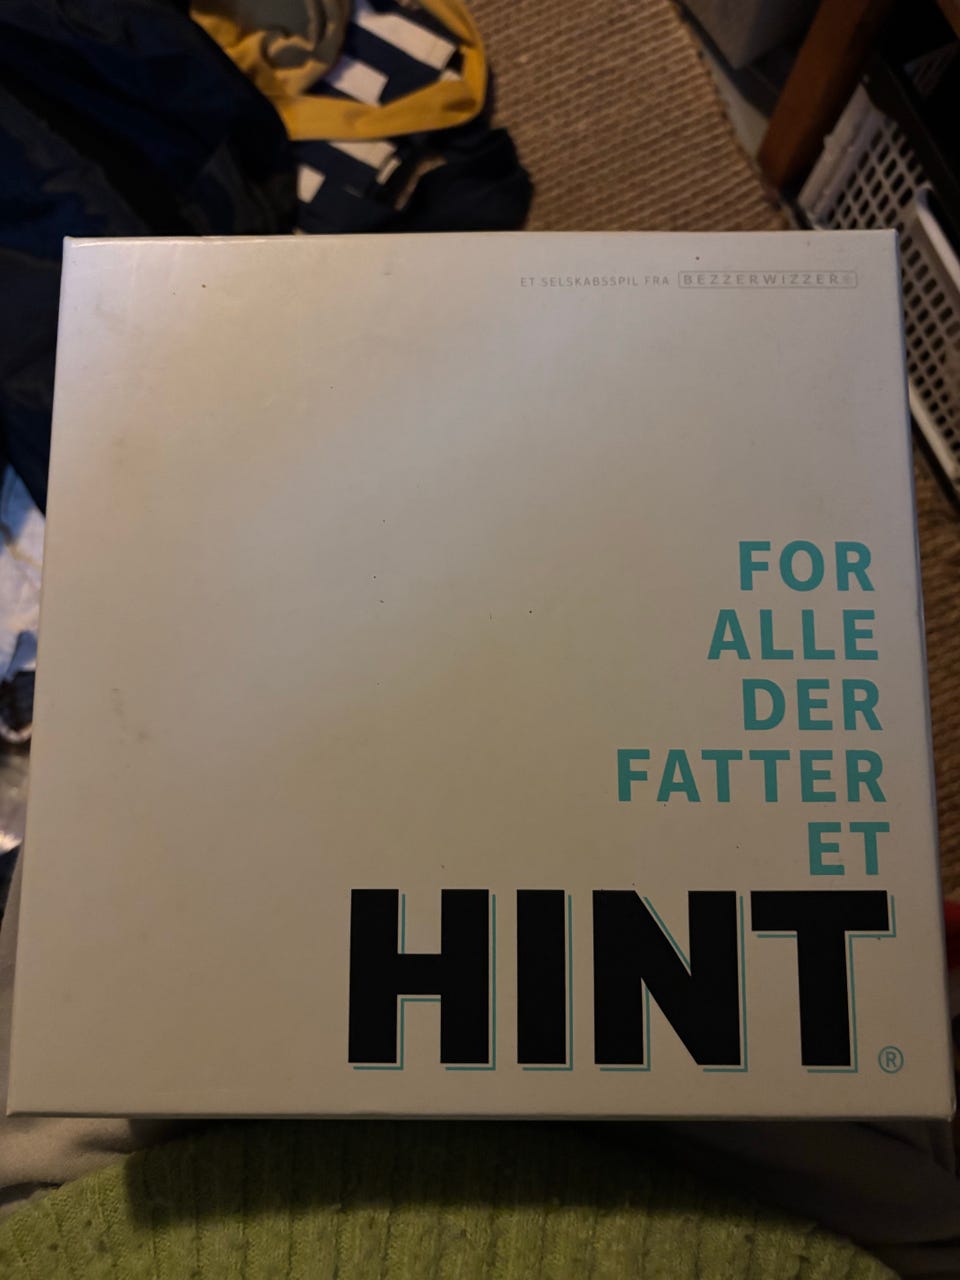 ET SELSKABSSPIL FRA BEZZERWIZZER®
FOR
ALLE
DER
FATTER
ET
HINT®